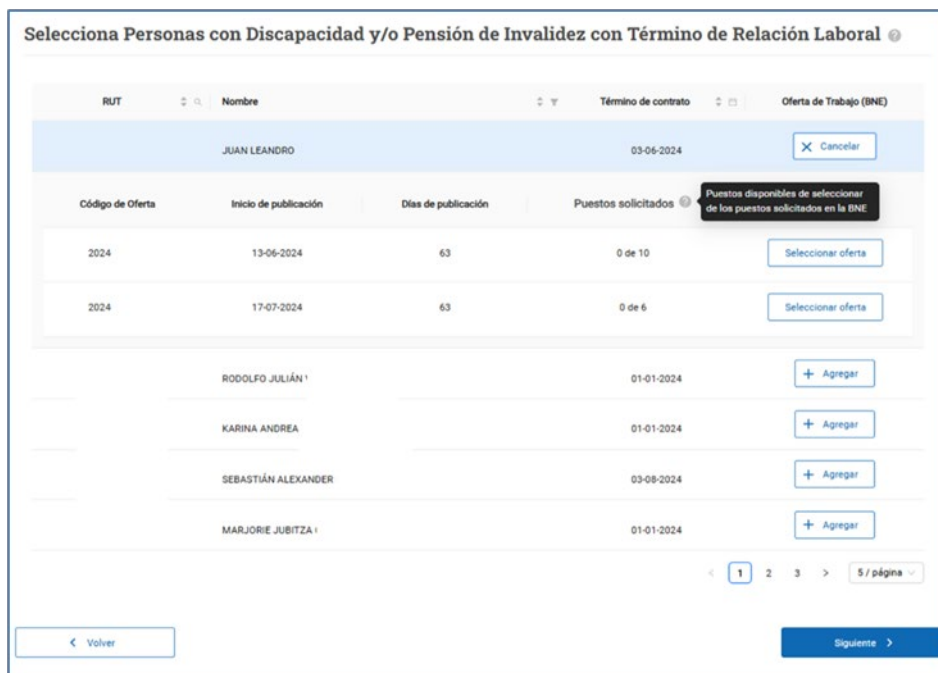 Selecciona Personas con Discapacidad y/o Pensión de Invalidez con Término de Relación Laboral
RUT Nombre Término de contrato Oferta de Trabajo (BNE)
JUAN LEANDRO 03-06-2024 Cancelar
Puestos disponibles de seleccionar
de los puestos solicitados en la BNE
Código de Oferta Inicio de publicación Días de publicación Puestos solicitados
2024 13-06-2024 63 0 de 10 Seleccionar oferta
2024 17-07-2024 63 0 de 6 Seleccionar oferta
RODOLFO JULIÁN 01-01-2024 + Agregar
KARINA ANDREA 01-01-2024 + Agregar
SEBASTIÁN ALEXANDER 03-08-2024 + Agregar
MARJORIE JUBITZA 01-01-2024 + Agregar
< 1 2 3 > 5 / página
< Volver Siguiente >